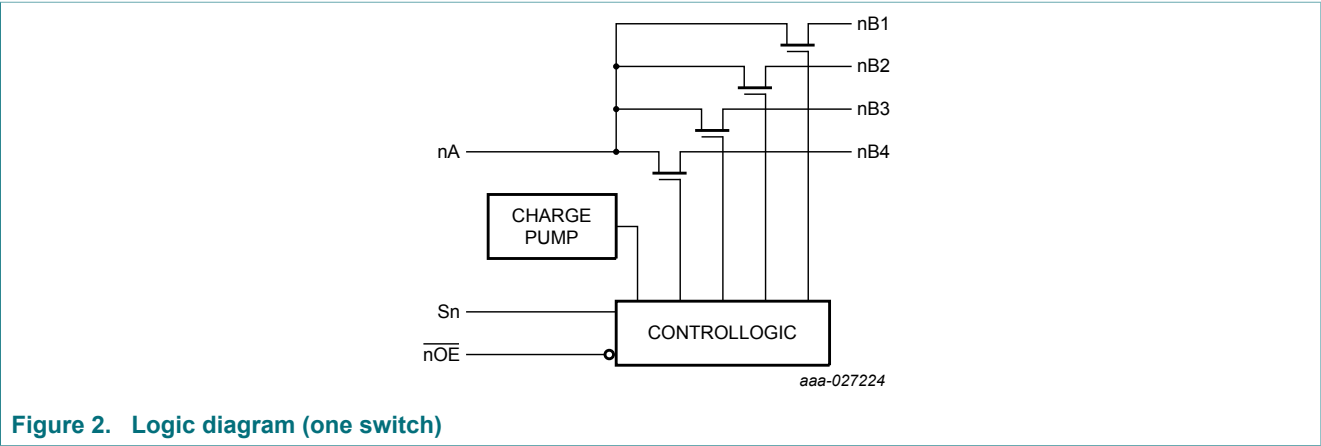 nB1
nB2
nB3
nA
nB4
CHARGE
PUMP
Sn
CONTROLLOGIC
nOE
aaa-027224
Figure 2. Logic diagram (one switch)